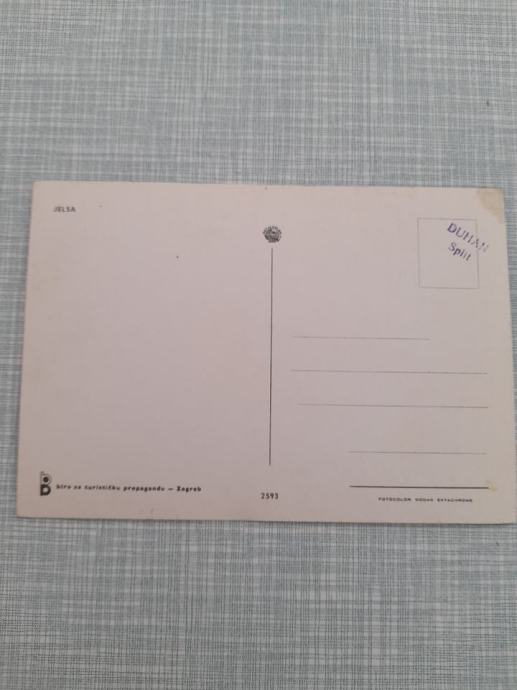 JELSA
DUHAN
Split
biro za turističku propagandu — Zagreb
2593
FOTOCOLOR KODAK EKTACHROME